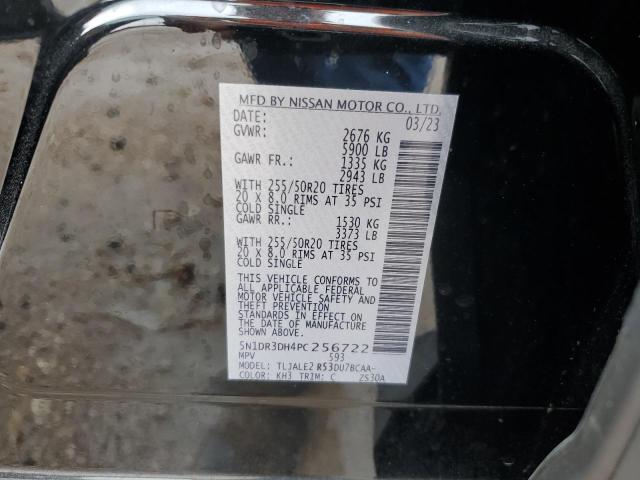 MFD BY NISSAN MOTOR CO., LTD.
DATE: 03/23
GVWR: 2676 KG
5900 LB
GAWR FR.: 1335 KG
2943 LB
WITH 255/50R20 TIRES
20 X 8.0 RIMS AT 35 PSI
COLD SINGLE
GAWR RR.: 1530 KG
3373 LB
WITH 255/50R20 TIRES
20 X 8.0 RIMS AT 35 PSI
COLD SINGLE
THIS VEHICLE CONFORMS TO
ALL APPLICABLE FEDERAL
MOTOR VEHICLE SAFETY AND
THEFT PREVENTION
STANDARDS IN EFFECT ON
THE DATE OF MANUFACTURE
SHOWN ABOVE.
5N1DR3DH4PC256722
MPV 593
MODEL: TLJALE2 R53DU7BCAA-
COLOR: KH3 TRIM: C ZS30A